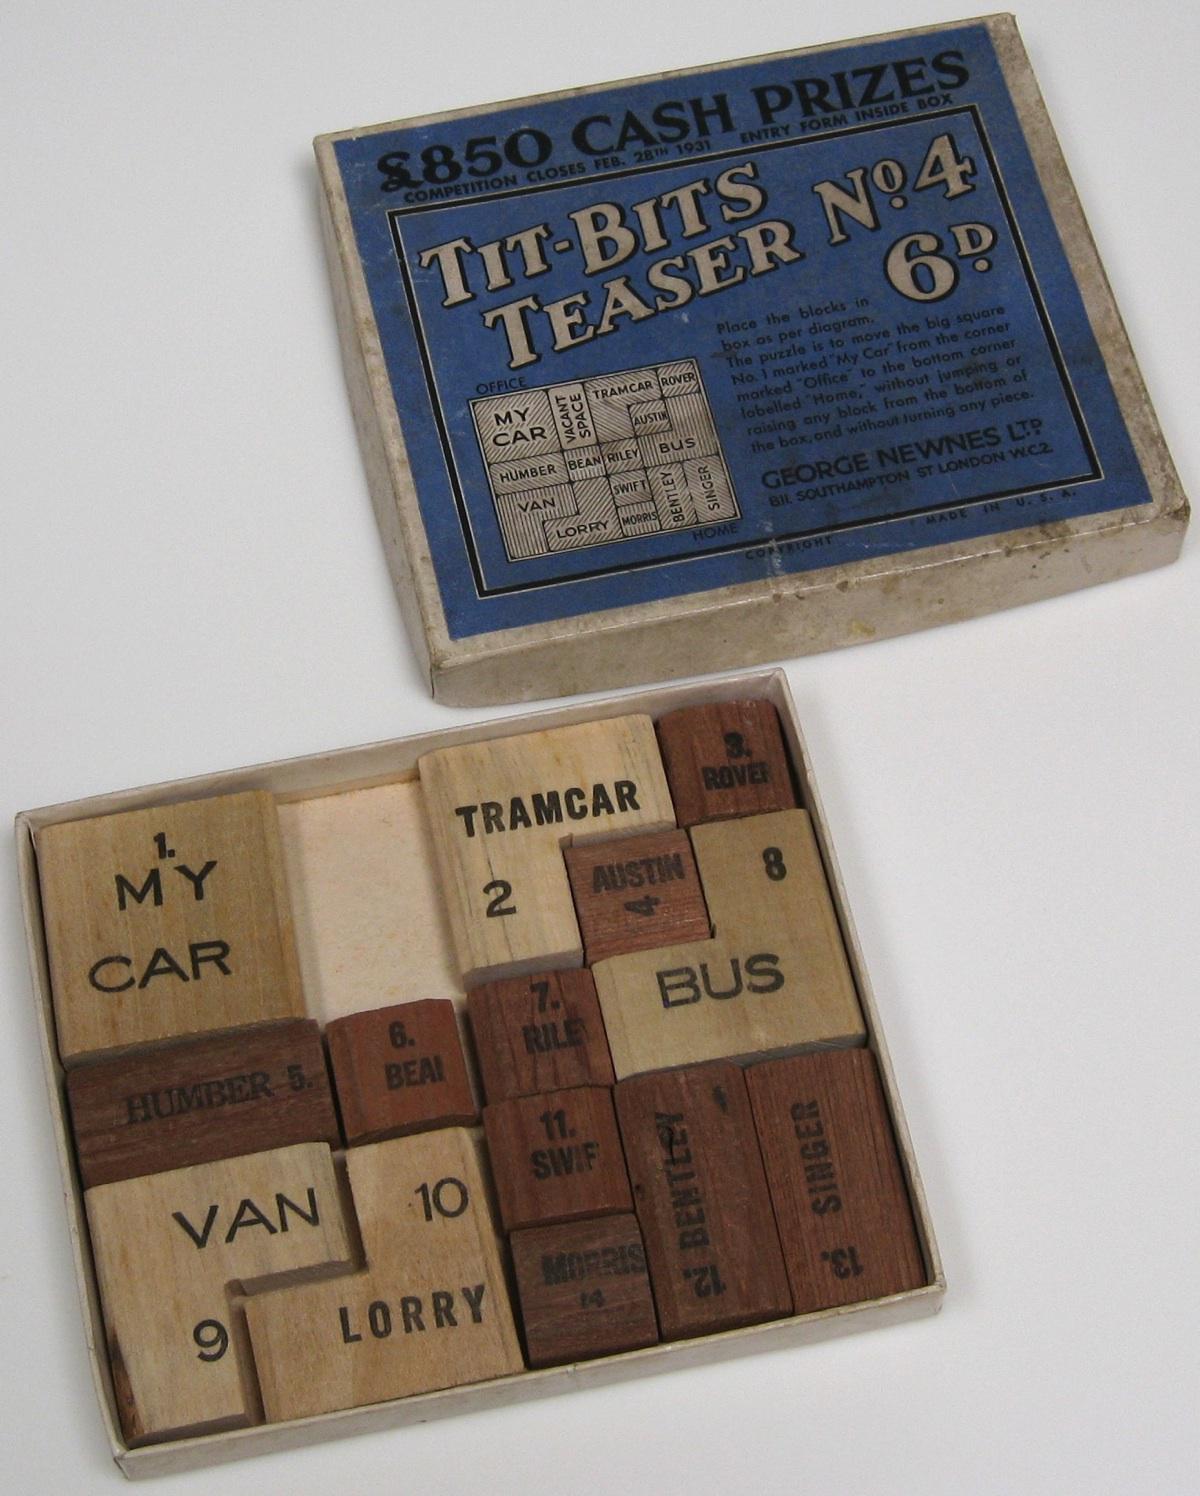 £850 CASH PRIZES
COMPETITION CLOSES FEB. 28TH 1931 ENTRY FORM INSIDE BOX
TIT-BITS
TEASER No 4
6D.
Place the blocks in
box as per diagram.
The puzzle is to move the big square
No. 1 marked "My Car" from the corner
marked "Office" to the bottom corner
labelled "Home," without jumping or
raising any block from the bottom of
the box, and without turning any piece.
GEORGE NEWNES LTD
8II. SOUTHAMPTON ST LONDON W.C.2.
OFFICE
MY CAR
VACANT SPACE
TRAMCAR
ROVER
AUSTIN
HUMBER
BEAN
RILEY
BUS
VAN
LORRY
SWIFT
MORRIS
BENTLEY
SINGER
HOME
COPYRIGHT
MADE IN U.S.A.
1.
MY
CAR
TRAMCAR
2
3.
ROVER
AUSTIN
4
8
BUS
HUMBER 5.
6.
BEAN
7.
RILEY
VAN
9
10
LORRY
11.
SWIF
12. BENTLEY
13. SINGER
MORRIS
14